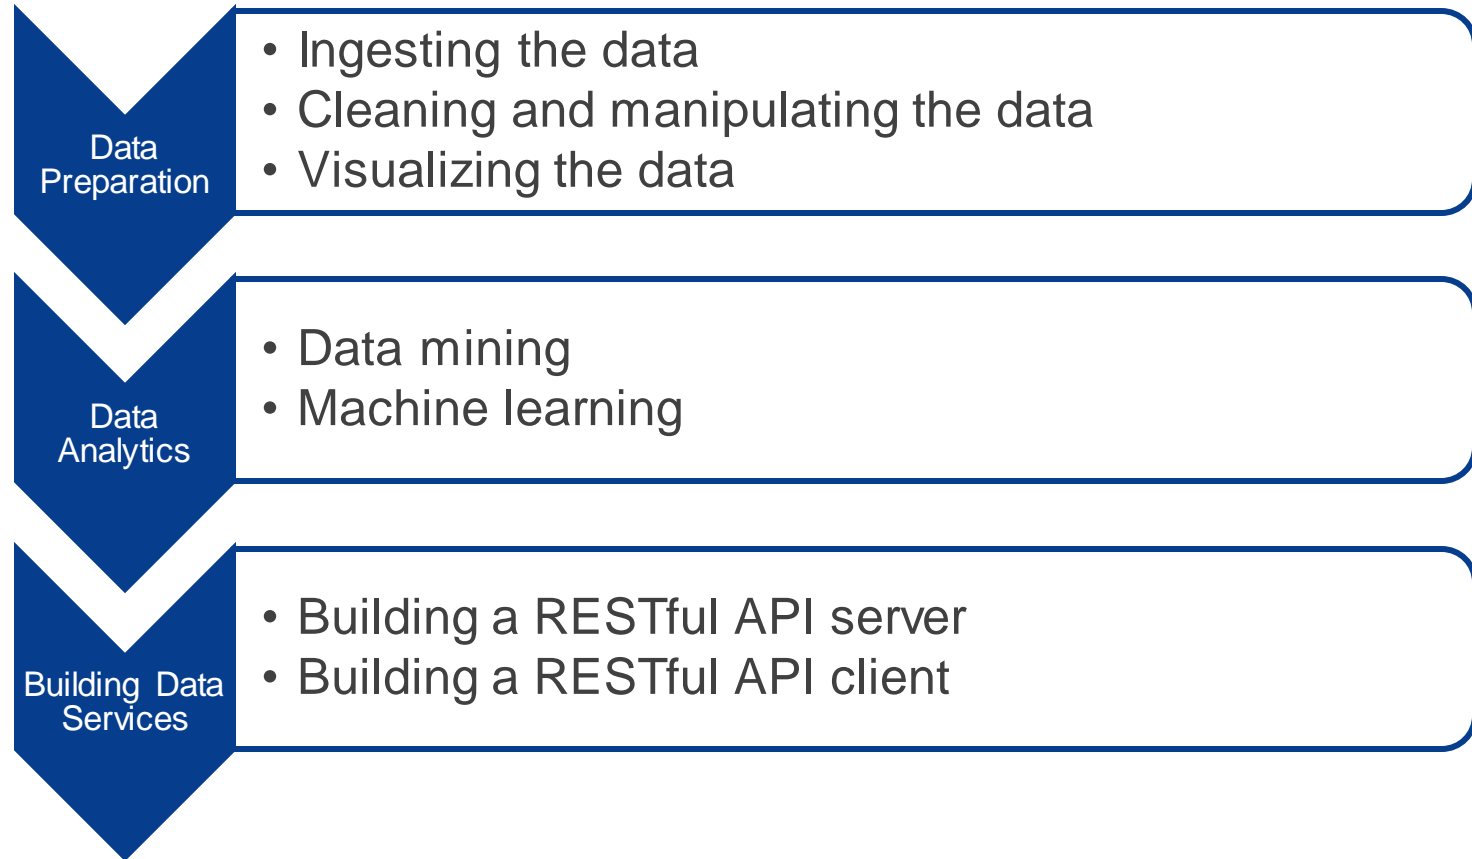 Data
Preparation
• Ingesting the data
• Cleaning and manipulating the data
• Visualizing the data
Data
Analytics
• Data mining
• Machine learning
Building Data
Services
• Building a RESTful API server
• Building a RESTful API client